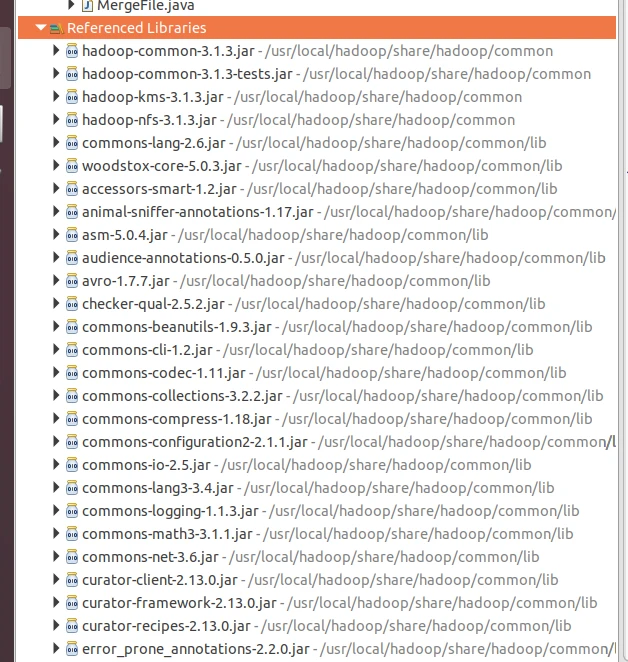 MergeFile.java
Referenced Libraries
hadoop-common-3.1.3.jar - /usr/local/hadoop/share/hadoop/common
hadoop-common-3.1.3-tests.jar - /usr/local/hadoop/share/hadoop/common
hadoop-kms-3.1.3.jar - /usr/local/hadoop/share/hadoop/common
hadoop-nfs-3.1.3.jar - /usr/local/hadoop/share/hadoop/common
commons-lang-2.6.jar - /usr/local/hadoop/share/hadoop/common/lib
woodstox-core-5.0.3.jar - /usr/local/hadoop/share/hadoop/common/lib
accessors-smart-1.2.jar - /usr/local/hadoop/share/hadoop/common/lib
animal-sniffer-annotations-1.17.jar - /usr/local/hadoop/share/hadoop/common/
asm-5.0.4.jar - /usr/local/hadoop/share/hadoop/common/lib
audience-annotations-0.5.0.jar - /usr/local/hadoop/share/hadoop/common/lib
avro-1.7.7.jar - /usr/local/hadoop/share/hadoop/common/lib
checker-qual-2.5.2.jar - /usr/local/hadoop/share/hadoop/common/lib
commons-beanutils-1.9.3.jar - /usr/local/hadoop/share/hadoop/common/lib
commons-cli-1.2.jar - /usr/local/hadoop/share/hadoop/common/lib
commons-codec-1.11.jar - /usr/local/hadoop/share/hadoop/common/lib
commons-collections-3.2.2.jar - /usr/local/hadoop/share/hadoop/common/lib
commons-compress-1.18.jar - /usr/local/hadoop/share/hadoop/common/lib
commons-configuration2-2.1.1.jar - /usr/local/hadoop/share/hadoop/common/l
commons-io-2.5.jar - /usr/local/hadoop/share/hadoop/common/lib
commons-lang3-3.4.jar - /usr/local/hadoop/share/hadoop/common/lib
commons-logging-1.1.3.jar - /usr/local/hadoop/share/hadoop/common/lib
commons-math3-3.1.1.jar - /usr/local/hadoop/share/hadoop/common/lib
commons-net-3.6.jar - /usr/local/hadoop/share/hadoop/common/lib
curator-client-2.13.0.jar - /usr/local/hadoop/share/hadoop/common/lib
curator-framework-2.13.0.jar - /usr/local/hadoop/share/hadoop/common/lib
curator-recipes-2.13.0.jar - /usr/local/hadoop/share/hadoop/common/lib
error_prone_annotations-2.2.0.jar - /usr/local/hadoop/share/hadoop/common/l